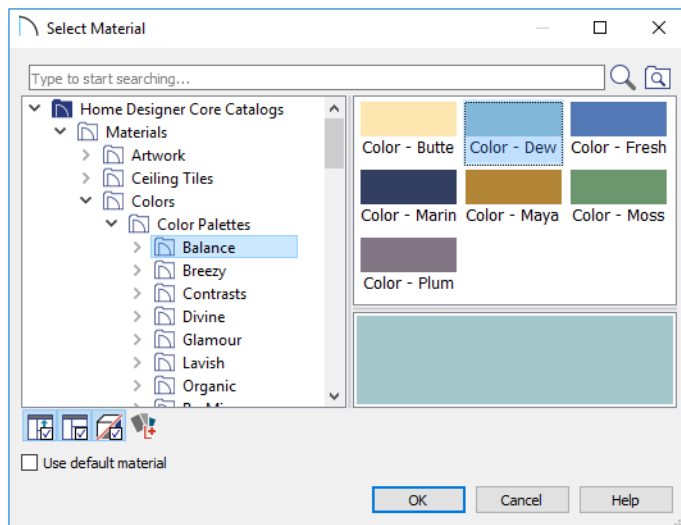 Select Material
Type to start searching...
Home Designer Core Catalogs
Materials
Artwork
Ceiling Tiles
Colors
Color Palettes
Balance
Breezy
Contrasts
Divine
Glamour
Lavish
Organic
Color - Butte Color - Dew Color - Fresh
Color - Marin Color - Maya Color - Moss
Color - Plum
Use default material
OK Cancel Help